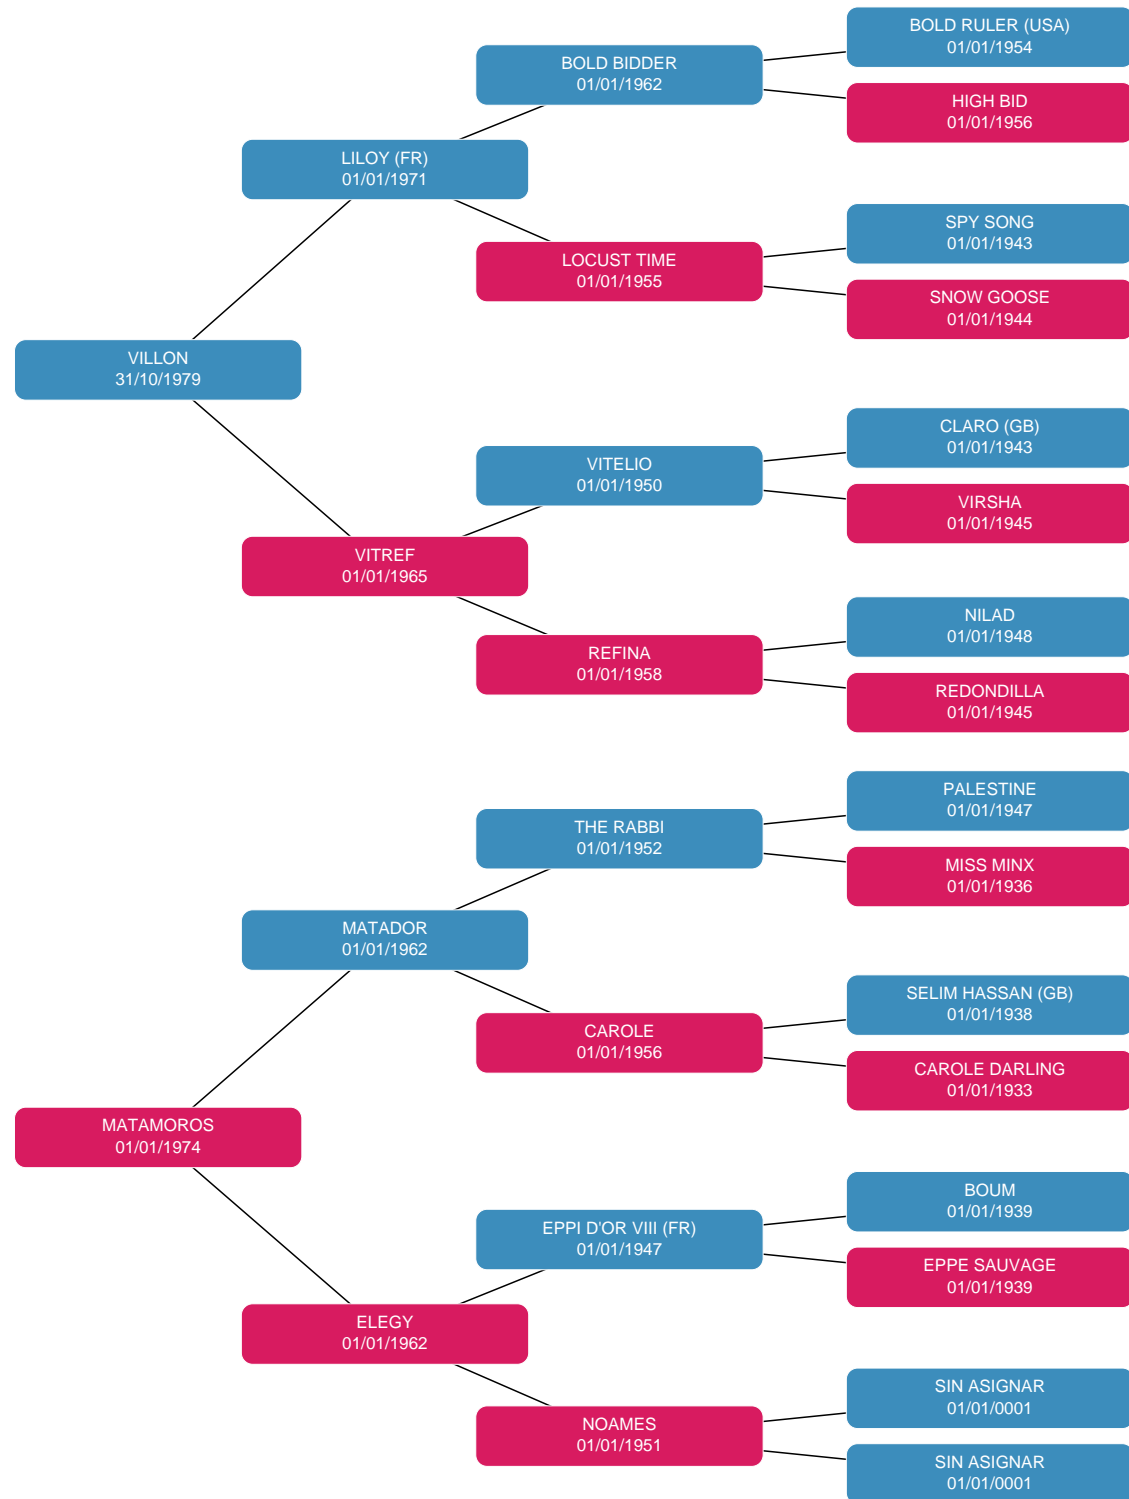 BOLD RULER (USA)
01/01/1954
BOLD BIDDER
01/01/1962
HIGH BID
01/01/1956
LILOY (FR)
01/01/1971
SPY SONG
01/01/1943
LOCUST TIME
01/01/1955
SNOW GOOSE
01/01/1944
VILLON
31/10/1979
CLARO (GB)
01/01/1943
VITELIO
01/01/1950
VIRSHA
01/01/1945
VITREF
01/01/1965
NILAD
01/01/1948
REFINA
01/01/1958
REDONDILLA
01/01/1945
PALESTINE
01/01/1947
THE RABBI
01/01/1952
MISS MINX
01/01/1936
MATADOR
01/01/1962
SELIM HASSAN (GB)
01/01/1938
CAROLE
01/01/1956
CAROLE DARLING
01/01/1933
MATAMOROS
01/01/1974
BOUM
01/01/1939
EPPI D'OR VIII (FR)
01/01/1947
EPPE SAUVAGE
01/01/1939
ELEGY
01/01/1962
SIN ASIGNAR
01/01/0001
NOAMES
01/01/1951
SIN ASIGNAR
01/01/0001